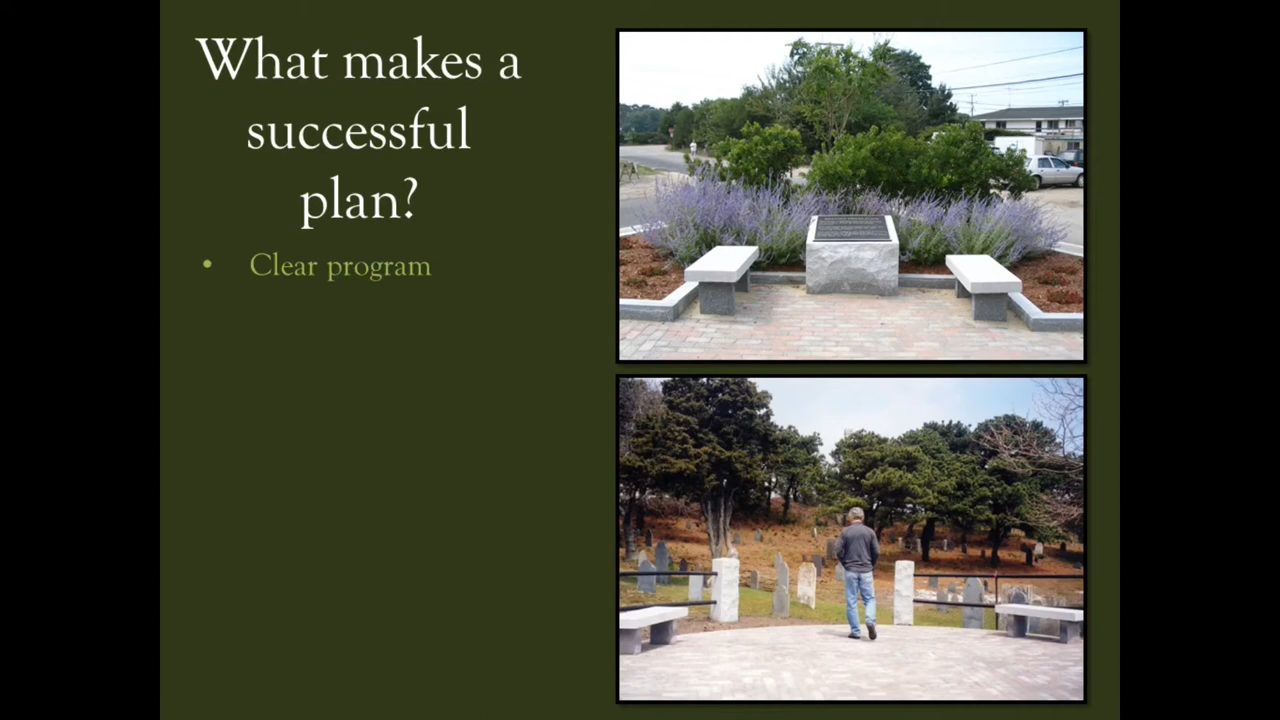 What makes a
successful
plan?
• Clear program